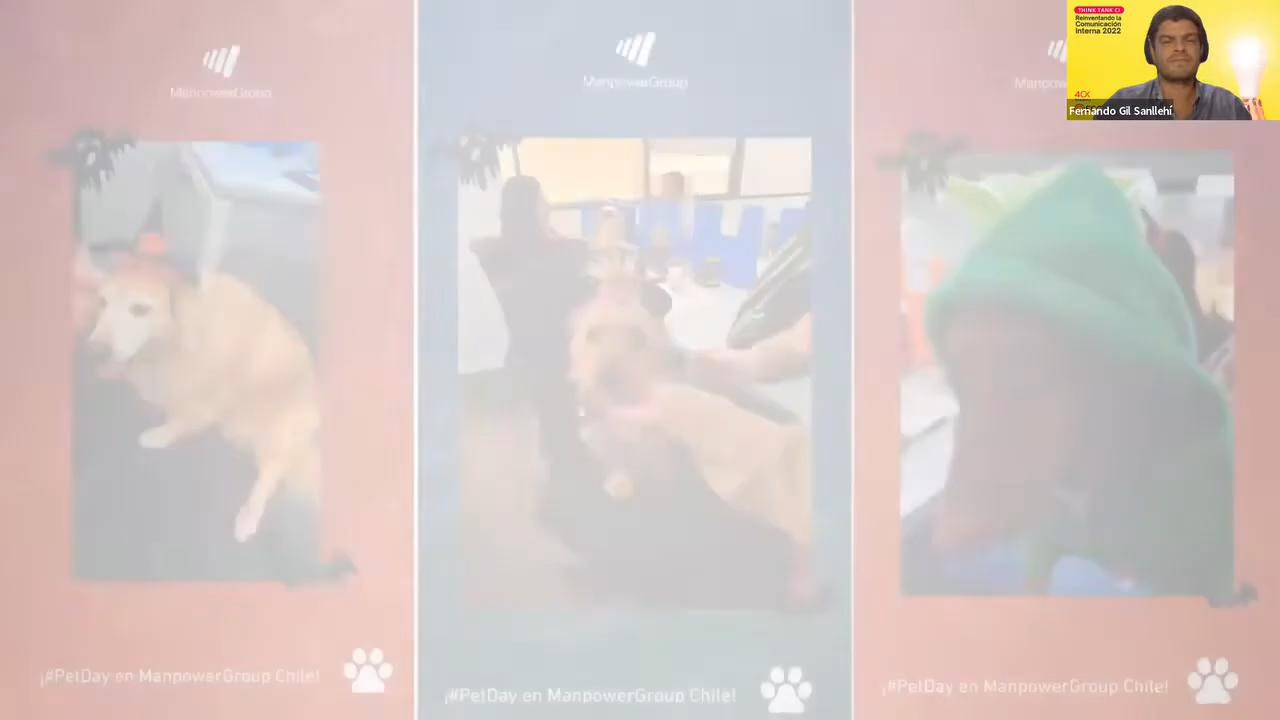 ManpowerGroup
ManpowerGroup
Manpow
THINK TANK CI
Reinventando la
Comunicación
Interna 2022
Fernando Gil Sanllehí
¡#PetDay en ManpowerGroup Chile!
¡#PetDay en ManpowerGroup Chile!
¡#PetDay en ManpowerGroup Chile!